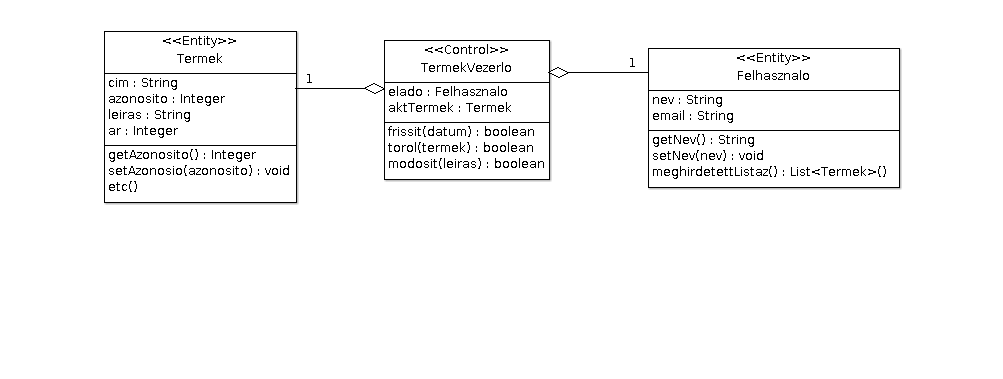 <<Entity>>
Termek
cim : String
azonosito : Integer
leiras : String
ar : Integer
getAzonosito() : Integer
setAzonosio(azonosito) : void
etc()
1
<<Control>>
TermekVezerlo
elado : Felhasznalo
aktTermek : Termek
frissit(datum) : boolean
torol(termek) : boolean
modosit(leiras) : boolean
1
<<Entity>>
Felhasznalo
nev : String
email : String
getNev() : String
setNev(nev) : void
meghirdetettListaz() : List<Termek>()